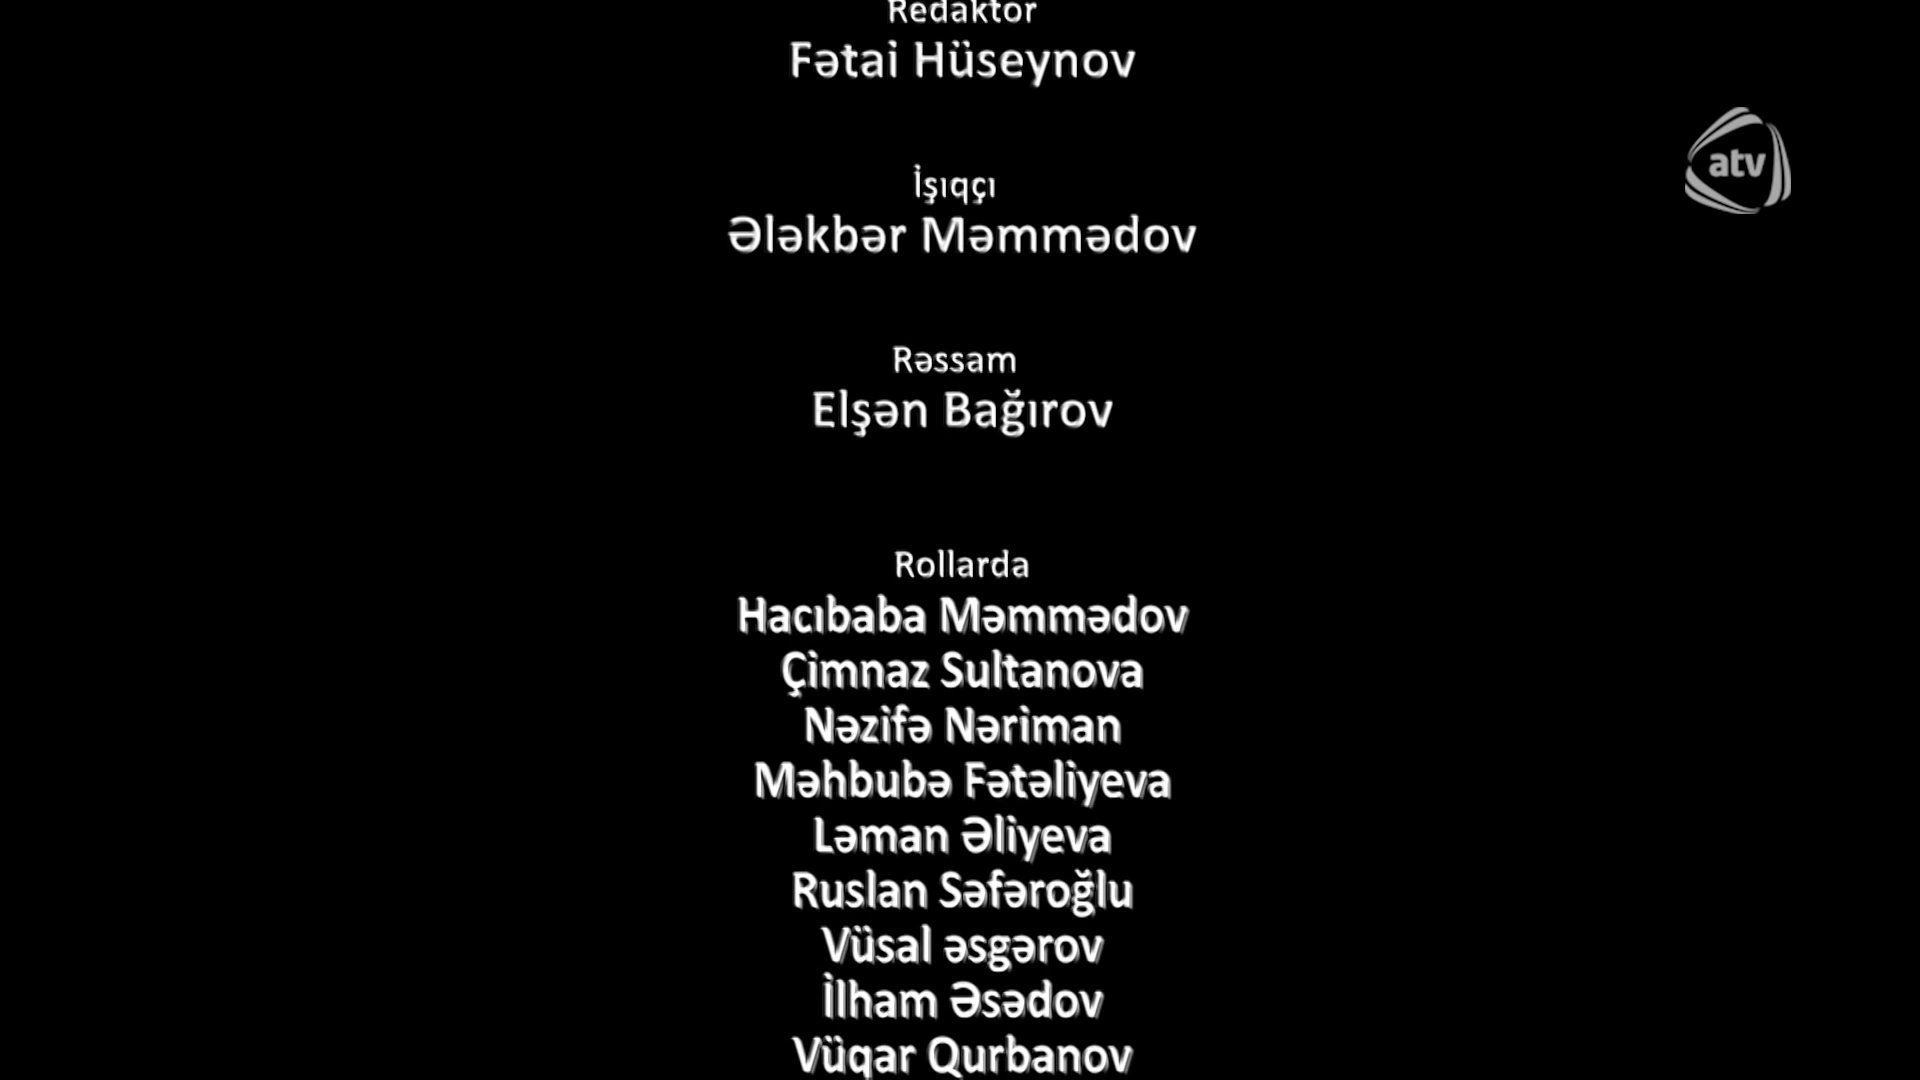 Redaktor
Fətai Hüseynov
atv
İşıqçı
Ələkbər Məmmədov
Rəssam
Elşən Bağırov
Rollarda
Hacıbaba Məmmədov
Çimnaz Sultanova
Nəzifə Nəriman
Məhbubə Fətəliyeva
Ləman Əliyeva
Ruslan Səfəroğlu
Vüsal əsgərov
İlham Əsədov
Vüqar Qurbanov